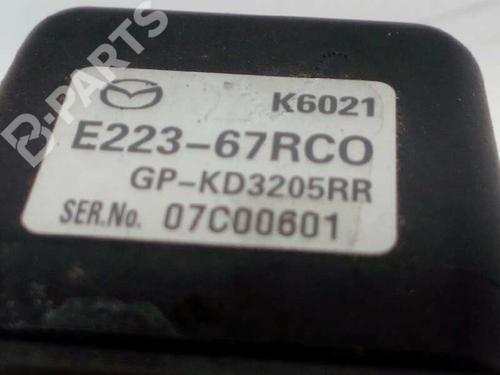 B-PARTS
K6021
E223-67RCO
GP-KD3205RR
SER.No. 07C00601